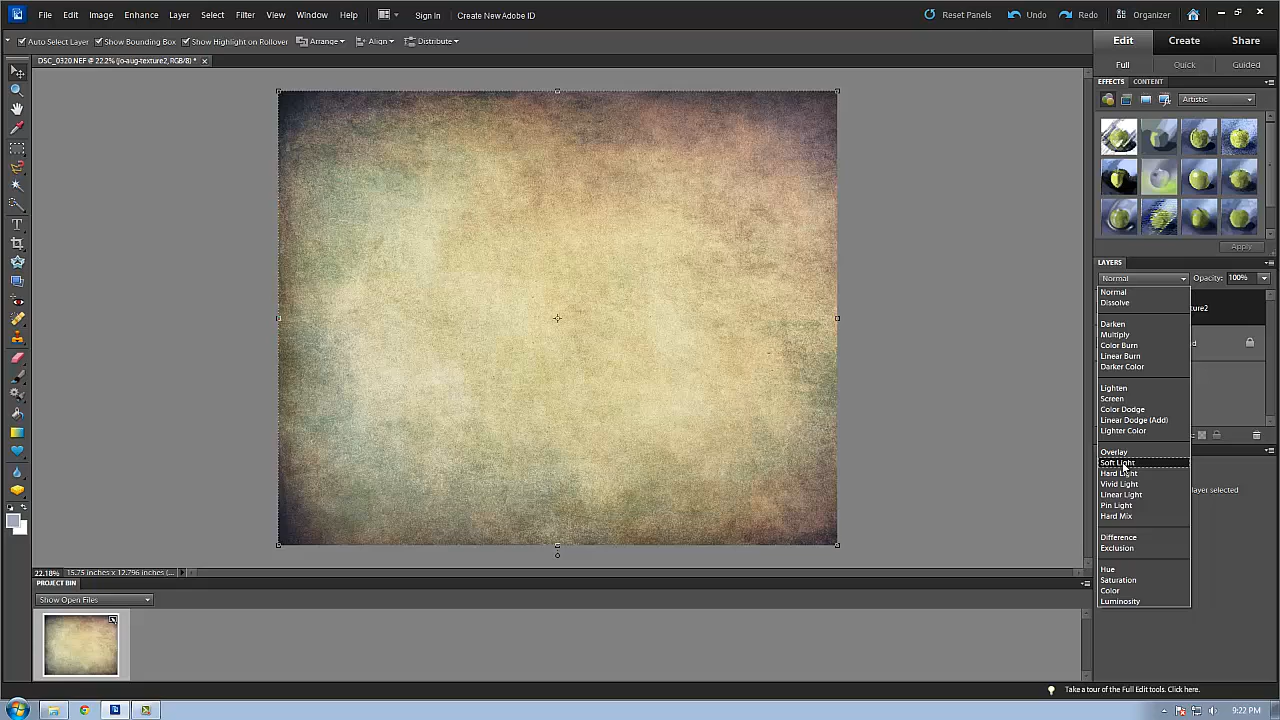 File Edit Image Enhance Layer Select Filter View Window Help Sign In Create New Adobe ID Reset Panels Undo Redo Organizer
Auto Select Layer Show Bounding Box Show Highlight on Rollover Arrange Align Distribute
Edit Create Share
DSC_0320.NEF @ 22.2% (jo-aug-texture2, RGB/8) *
Full Quick Guided
EFFECTS CONTENT
Artistic
Apply
LAYERS
Normal Opacity: 100%
Normal
Dissolve
ture2
Darken
Multiply
d
Color Burn
Linear Burn
Darker Color
Lighten
Screen
Color Dodge
Linear Dodge (Add)
Lighter Color
Overlay
Soft Light
Hard Light
Vivid Light
layer selected
Linear Light
Pin Light
Hard Mix
Difference
Exclusion
Hue
Saturation
Color
Luminosity
22.18% 15.75 inches x 12.796 inches (...
PROJECT BIN
Show Open Files
Take a tour of the Full Edit tools. Click here.
9:22 PM